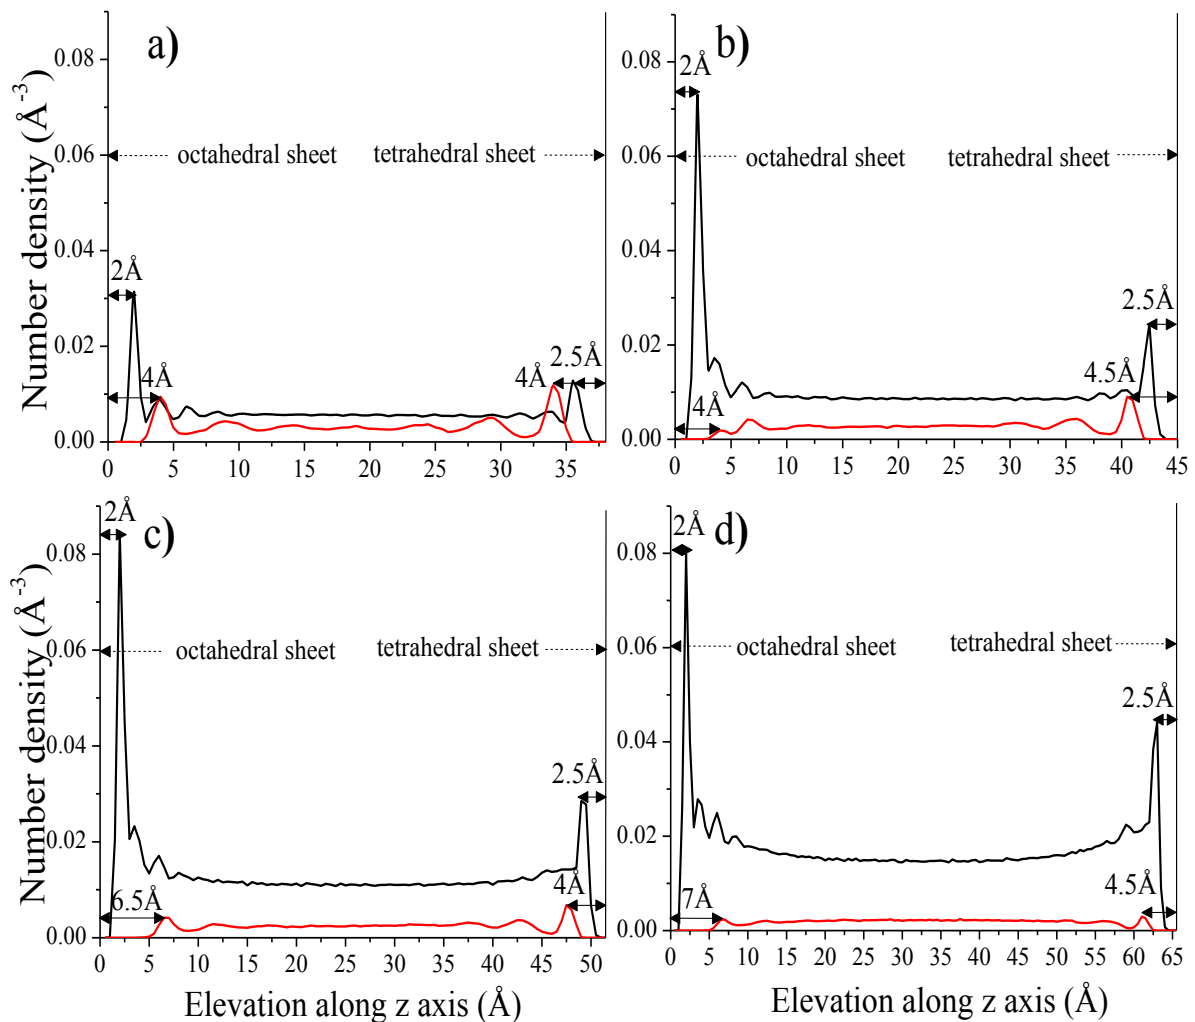 a)
Number density (Å-3)
0.08
0.06
0.04
0.02
0.00
octahedral sheet
tetrahedral sheet
2Å
4Å
4Å
2.5Å
0 5 10 15 20 25 30 35
b)
0.08
0.06
0.04
0.02
0.00
2Å
octahedral sheet
tetrahedral sheet
2.5Å
4.5Å
4Å
0 5 10 15 20 25 30 35 40 45
c)
Number density (Å-3)
0.08
0.06
0.04
0.02
0.00
2Å
octahedral sheet
tetrahedral sheet
2.5Å
6.5Å
4Å
0 5 10 15 20 25 30 35 40 45 50
Elevation along z axis (Å)
d)
0.08
0.06
0.04
0.02
0.00
2Å
octahedral sheet
tetrahedral sheet
2.5Å
7Å
4.5Å
0 5 10 15 20 25 30 35 40 45 50 55 60 65
Elevation along z axis (Å)